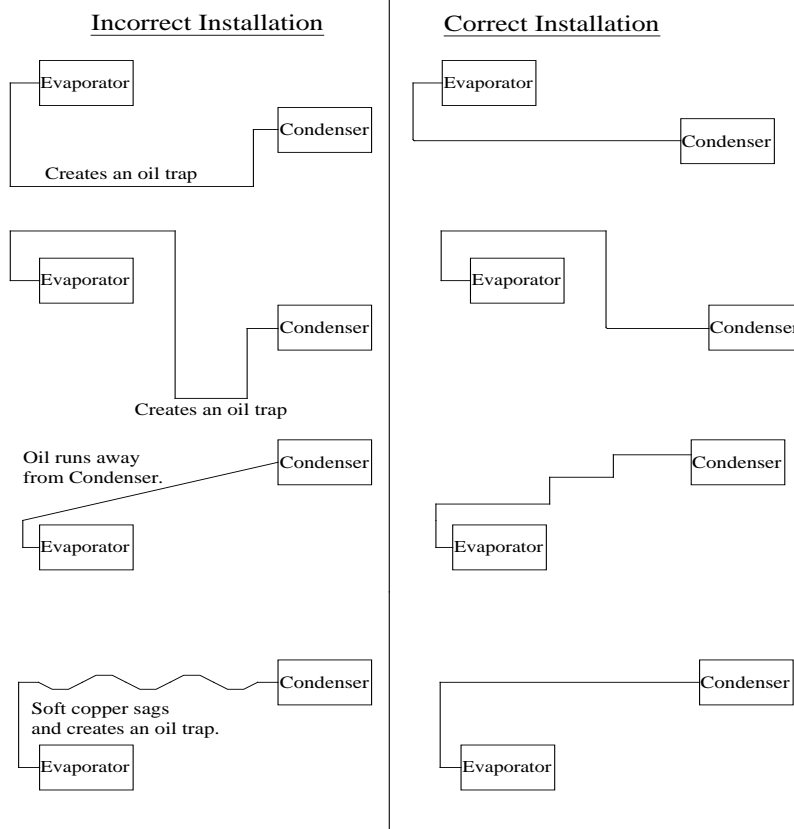 Incorrect Installation
Evaporator
Condenser
Creates an oil trap
Evaporator
Condenser
Creates an oil trap
Oil runs away
from Condenser.
Condenser
Evaporator
Condenser
Soft copper sags
and creates an oil trap.
Evaporator
Correct Installation
Evaporator
Condenser
Evaporator
Condenser
Condenser
Evaporator
Condenser
Evaporator